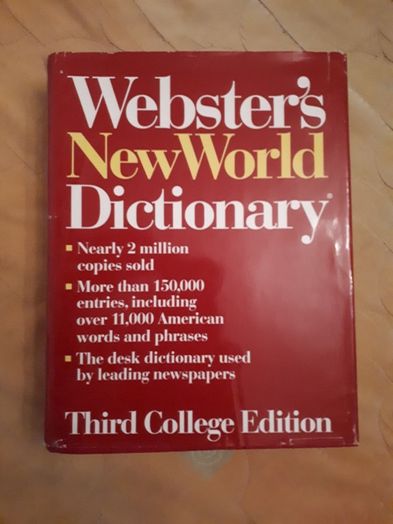 Webster's
NewWorld
Dictionary®
▪ Nearly 2 million
copies sold
▪ More than 150,000
entries, including
over 11,000 American
words and phrases
▪ The desk dictionary used
by leading newspapers
Third College Edition